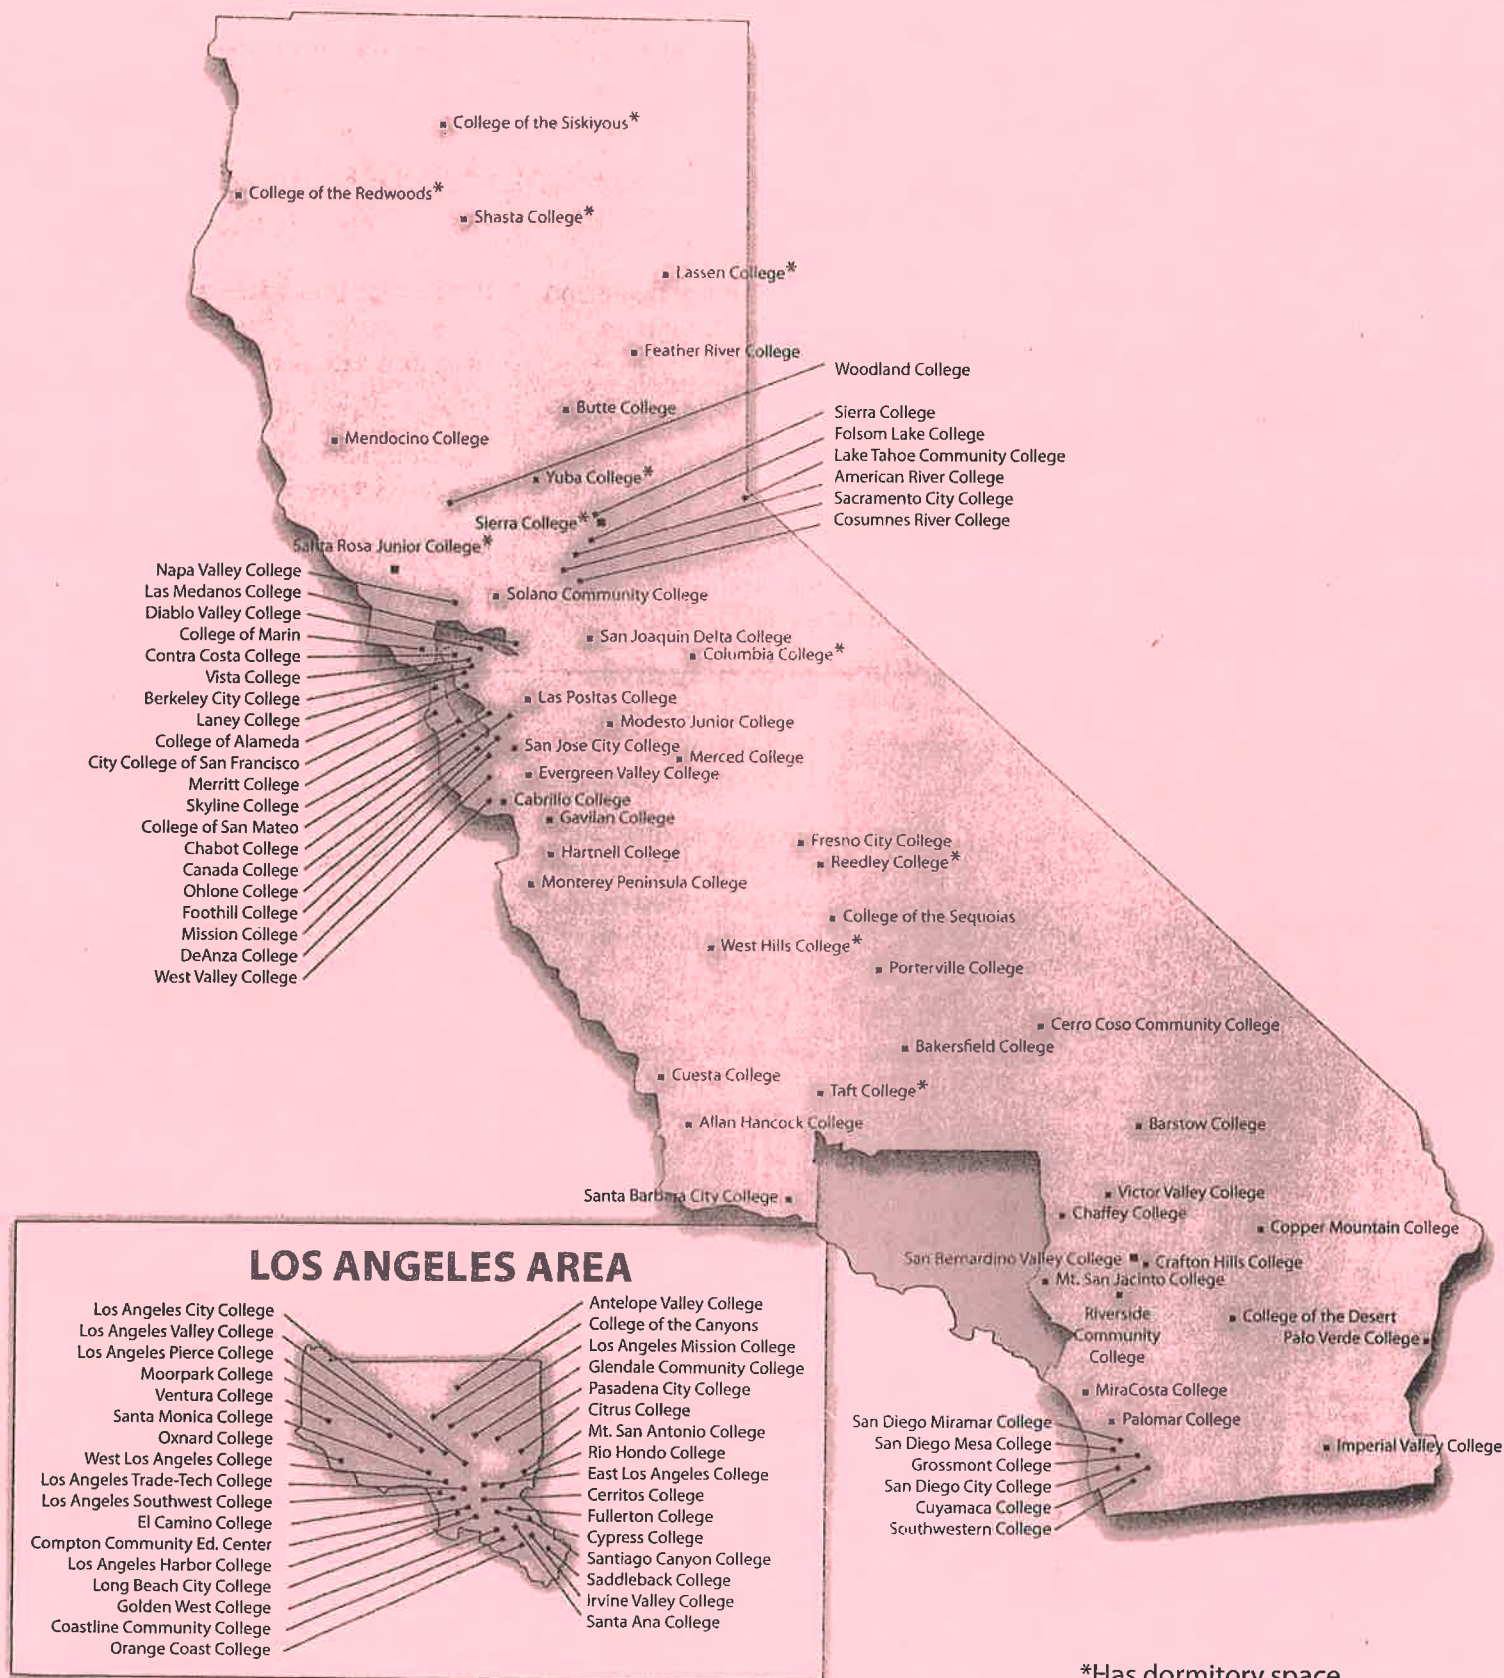 College of the Siskiyous*
College of the Redwoods*
Shasta College*
Lassen College*
Feather River College
Woodland College
Butte College
Sierra College
Folsom Lake College
Mendocino College
Lake Tahoe Community College
Yuba College*
American River College
Sacramento City College
Sierra College*
Cosumnes River College
Santa Rosa Junior College*
Napa Valley College
Las Medanos College
Diablo Valley College
College of Marin
Contra Costa College
Vista College
Berkeley City College
Laney College
College of Alameda
City College of San Francisco
Merritt College
Skyline College
College of San Mateo
Chabot College
Canada College
Ohlone College
Foothill College
Mission College
DeAnza College
West Valley College
Solano Community College
San Joaquin Delta College
Columbia College*
Las Positas College
Modesto Junior College
San Jose City College
Merced College
Evergreen Valley College
Cabrillo College
Gavilan College
Hartnell College
Fresno City College
Reedley College*
Monterey Peninsula College
College of the Sequoias
West Hills College*
Porterville College
Cerro Coso Community College
Bakersfield College
Cuesta College
Taft College*
Allan Hancock College
Barstow College
Santa Barbara City College
Victor Valley College
Chaffey College
Copper Mountain College
San Bernardino Valley College
Crafton Hills College
Mt. San Jacinto College
Riverside
Community
College
College of the Desert
Palo Verde College
MiraCosta College
Palomar College
San Diego Miramar College
San Diego Mesa College
Grossmont College
San Diego City College
Cuyamaca College
Southwestern College
Imperial Valley College
LOS ANGELES AREA
Los Angeles City College
Los Angeles Valley College
Los Angeles Pierce College
Moorpark College
Ventura College
Santa Monica College
Oxnard College
West Los Angeles College
Los Angeles Trade-Tech College
Los Angeles Southwest College
El Camino College
Compton Community Ed. Center
Los Angeles Harbor College
Long Beach City College
Golden West College
Coastline Community College
Orange Coast College
Antelope Valley College
College of the Canyons
Los Angeles Mission College
Glendale Community College
Pasadena City College
Citrus College
Mt. San Antonio College
Rio Hondo College
East Los Angeles College
Cerritos College
Fullerton College
Cypress College
Santiago Canyon College
Saddleback College
Irvine Valley College
Santa Ana College
*Has dormitory space